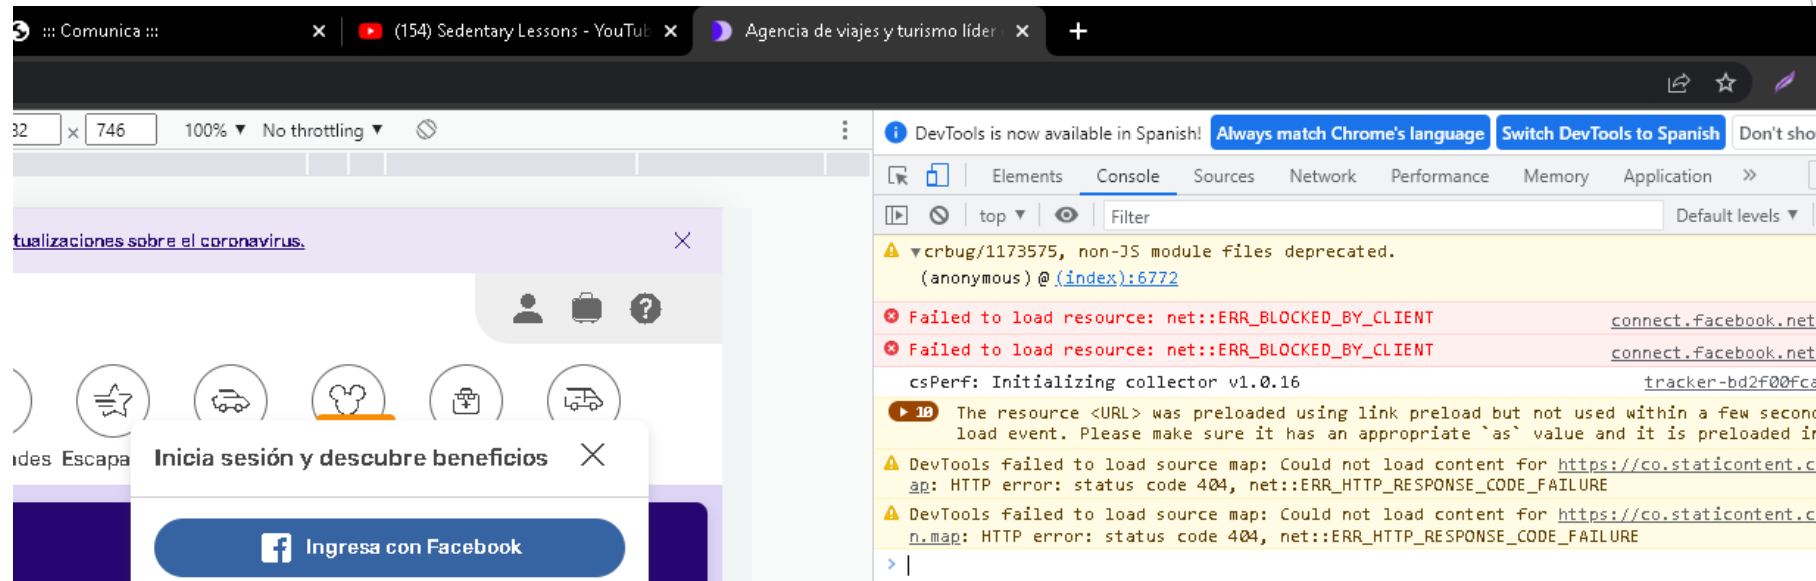 ::: Comunica :::
(154) Sedentary Lessons - YouTub
Agencia de viajes y turismo líder
32 × 746 100% ▼ No throttling ▼
DevTools is now available in Spanish! Always match Chrome's language Switch DevTools to Spanish Don't sho
Elements Console Sources Network Performance Memory Application »
top ▼ Filter Default levels ▼
tualizaciones sobre el coronavirus.
des Escapa
Inicia sesión y descubre beneficios
Ingresa con Facebook
crbug/1173575, non-JS module files deprecated.
(anonymous) @ (index):6772
Failed to load resource: net::ERR_BLOCKED_BY_CLIENT connect.facebook.net
Failed to load resource: net::ERR_BLOCKED_BY_CLIENT connect.facebook.net
csPerf: Initializing collector v1.0.16 tracker-bd2f00fca
10 The resource <URL> was preloaded using link preload but not used within a few second
load event. Please make sure it has an appropriate `as` value and it is preloaded in
DevTools failed to load source map: Could not load content for https://co.staticontent.c
ap: HTTP error: status code 404, net::ERR_HTTP_RESPONSE_CODE_FAILURE
DevTools failed to load source map: Could not load content for https://co.staticontent.c
n.map: HTTP error: status code 404, net::ERR_HTTP_RESPONSE_CODE_FAILURE
>